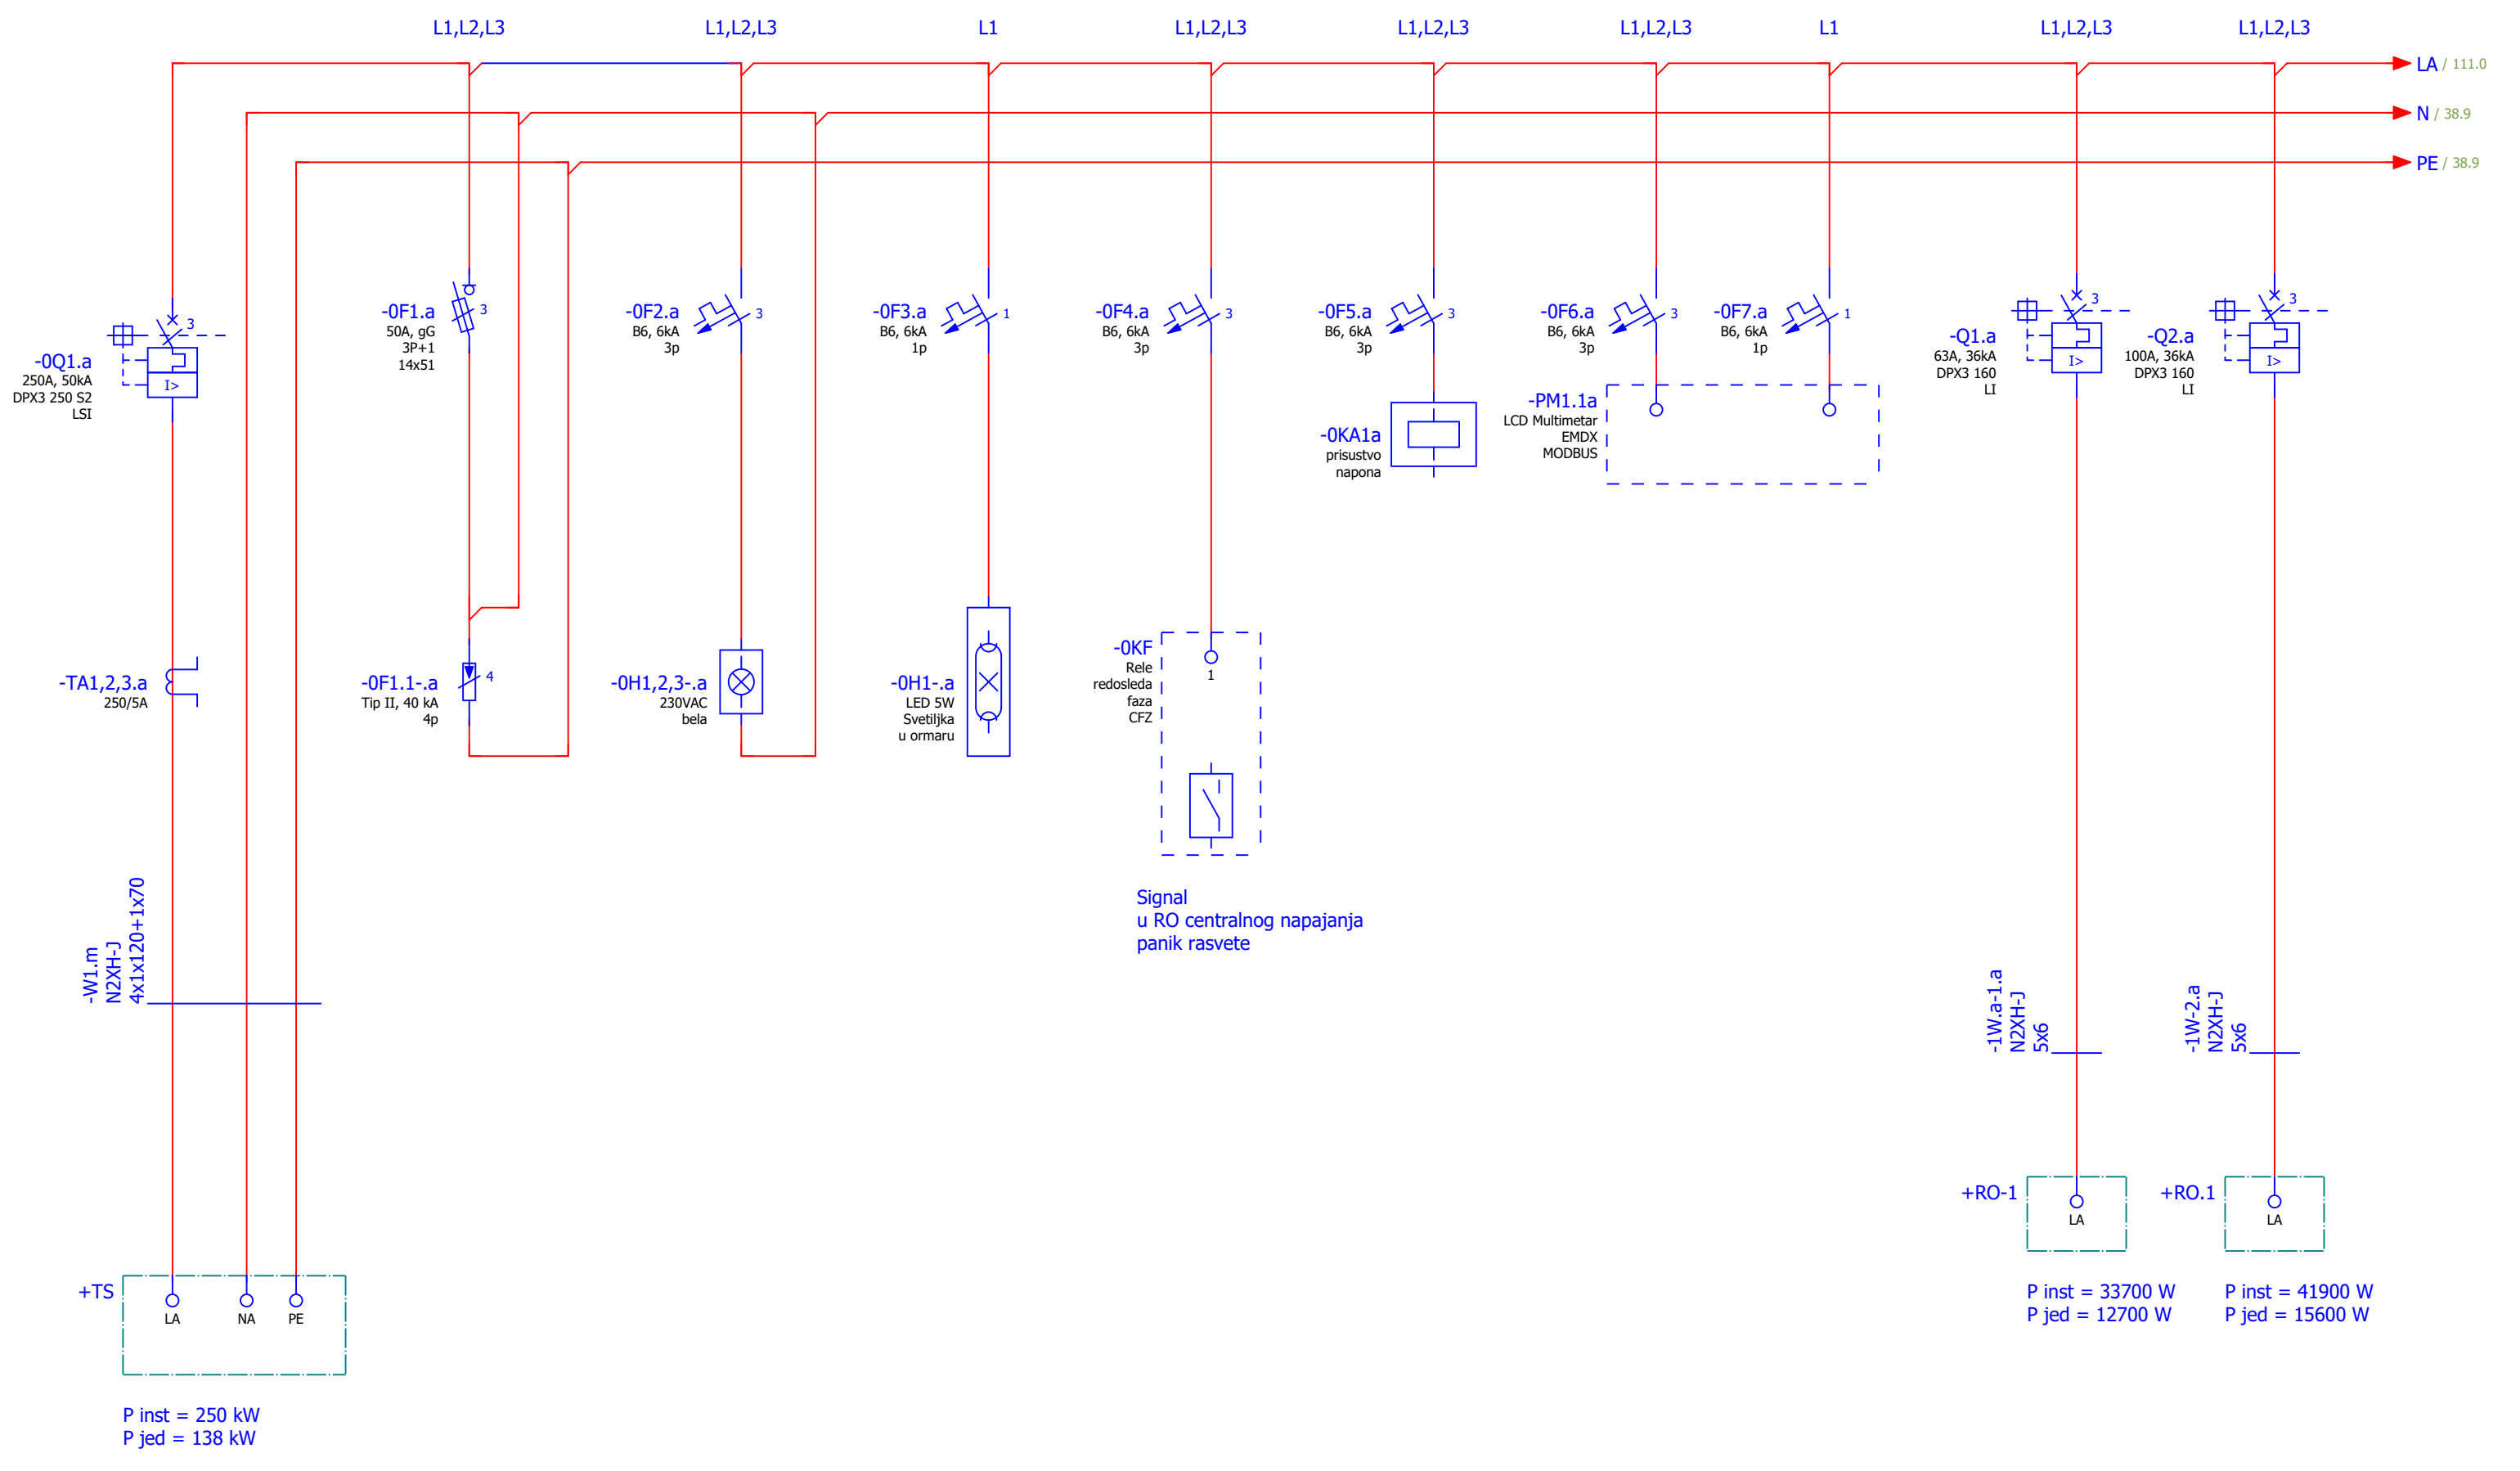 L1,L2,L3
L1,L2,L3
L1
L1,L2,L3
L1,L2,L3
L1,L2,L3
L1
L1,L2,L3
L1,L2,L3
LA / 111.0
N / 38.9
PE / 38.9
-0Q1.a
250A, 50kA
DPX3 250 S2
LSI
3
I>
-0F1.a
50A, gG
3P+1
14x51
3
-0F2.a
B6, 6kA
3p
3
-0F3.a
B6, 6kA
1p
1
-0F4.a
B6, 6kA
3p
3
-0F5.a
B6, 6kA
3p
3
-0F6.a
B6, 6kA
3p
3
-0F7.a
B6, 6kA
1p
1
-Q1.a
63A, 36kA
DPX3 160
LI
3
I>
-Q2.a
100A, 36kA
DPX3 160
LI
3
I>
-0KA1a
prisustvo
napona
-PM1.1a
LCD Multimetar
EMDX
MODBUS
-TA1,2,3.a
250/5A
-0F1.1-.a
Tip II, 40 kA
4p
4
-0H1,2,3-.a
230VAC
bela
-0H1-.a
LED 5W
Svetiljka
u ormaru
-0KF
Rele
redosleda
faza
CFZ
1
Signal
u RO centralnog napajanja
panik rasvete
-W1.m
N2XH-J
4x1x120+1x70
-1W.a-1.a
N2XH-J
5x6
-1W-2.a
N2XH-J
5x6
+RO-1
LA
+RO.1
LA
P inst = 33700 W
P jed = 12700 W
P inst = 41900 W
P jed = 15600 W
+TS
LA
NA
PE
P inst = 250 kW
P jed = 138 kW